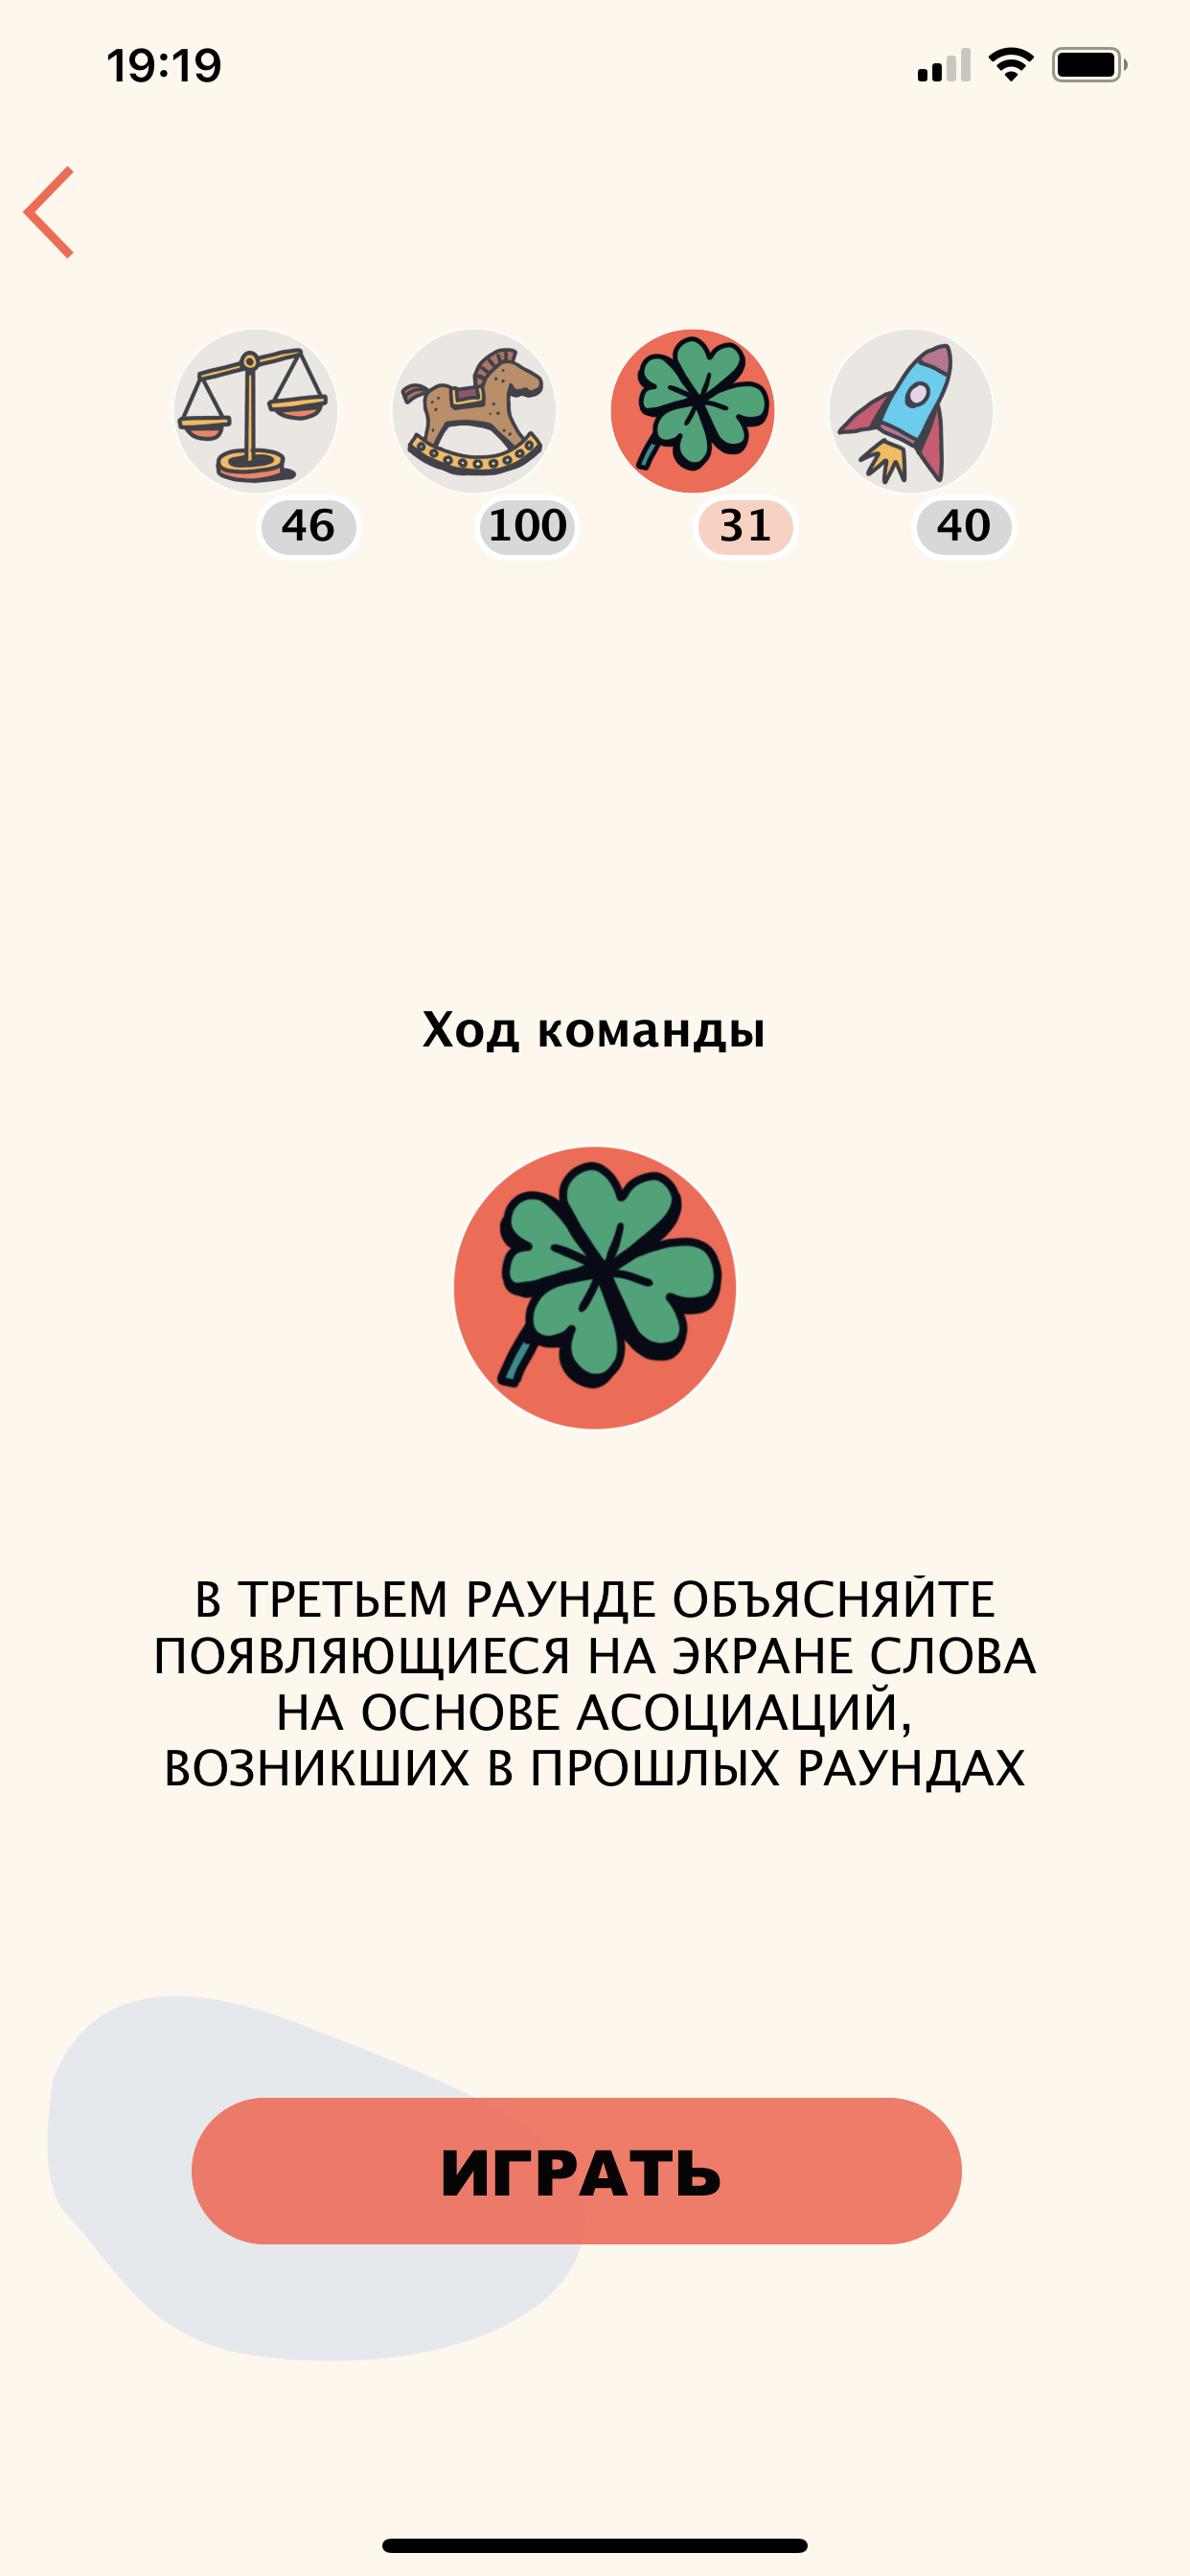 19:19
46
100
31
40
Ход команды
В ТРЕТЬЕМ РАУНДЕ ОБЪЯСНЯЙТЕ
ПОЯВЛЯЮЩИЕСЯ НА ЭКРАНЕ СЛОВА
НА ОСНОВЕ АСОЦИАЦИЙ,
ВОЗНИКШИХ В ПРОШЛЫХ РАУНДАХ
ИГРАТЬ